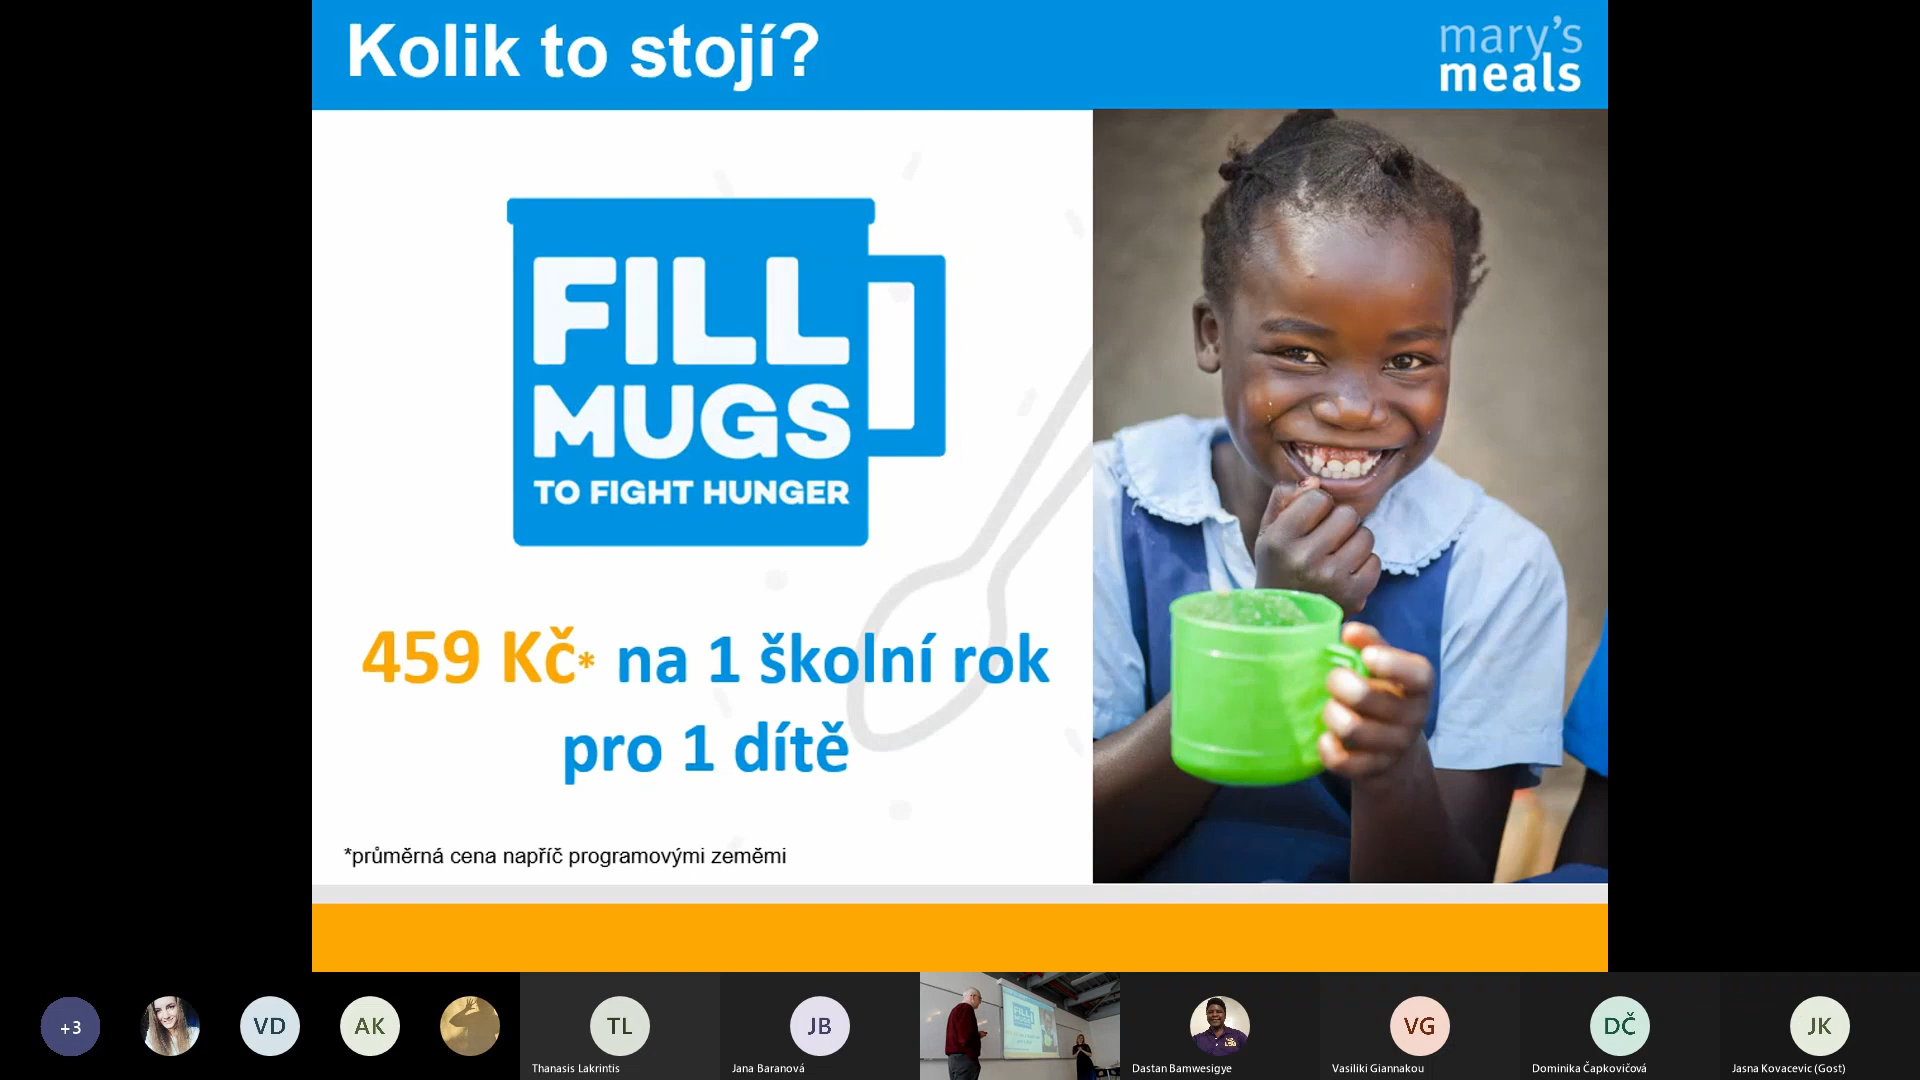 Kolik to stojí?
mary's
meals
FILL
MUGS
TO FIGHT HUNGER
459 Kč* na 1 školní rok
pro 1 dítě
*průměrná cena napříč programovými zeměmi
+3
VD
AK
TL
Thanasis Lakrintis
JB
Jana Baranová
FILL
MUGS
Dastan Bamwesigye
VG
Vasiliki Giannakou
DČ
Dominika Čapkovičová
JK
Jasna Kovacevic (Gost)